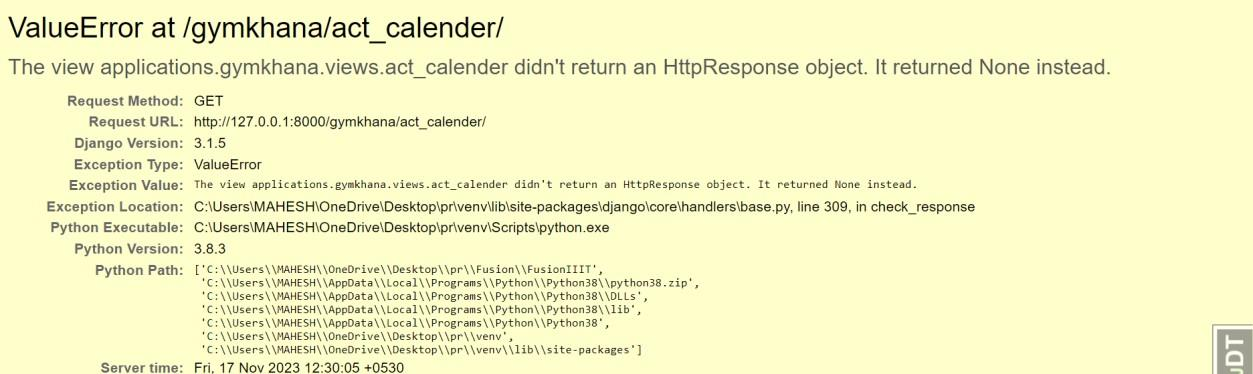 ValueError at /gymkhana/act_calender/
The view applications.gymkhana.views.act_calender didn't return an HttpResponse object. It returned None instead.
Request Method: GET
Request URL: http://127.0.0.1:8000/gymkhana/act_calender/
Django Version: 3.1.5
Exception Type: ValueError
Exception Value: The view applications.gymkhana.views.act_calender didn't return an HttpResponse object. It returned None instead.
Exception Location: C:\Users\MAHESH\OneDrive\Desktop\pr\venv\lib\site-packages\django\core\handlers\base.py, line 309, in check_response
Python Executable: C:\Users\MAHESH\OneDrive\Desktop\pr\venv\Scripts\python.exe
Python Version: 3.8.3
Python Path: ['C:\\Users\\MAHESH\\OneDrive\\Desktop\\pr\\Fusion\\FusionIIIT',
'C:\\Users\\MAHESH\\AppData\\Local\\Programs\\Python\\Python38\\python38.zip',
'C:\\Users\\MAHESH\\AppData\\Local\\Programs\\Python\\Python38\\DLLs',
'C:\\Users\\MAHESH\\AppData\\Local\\Programs\\Python\\Python38\\lib',
'C:\\Users\\MAHESH\\AppData\\Local\\Programs\\Python\\Python38',
'C:\\Users\\MAHESH\\OneDrive\\Desktop\\pr\\venv',
'C:\\Users\\MAHESH\\OneDrive\\Desktop\\pr\\venv\\lib\\site-packages']
Server time: Fri, 17 Nov 2023 12:30:05 +0530